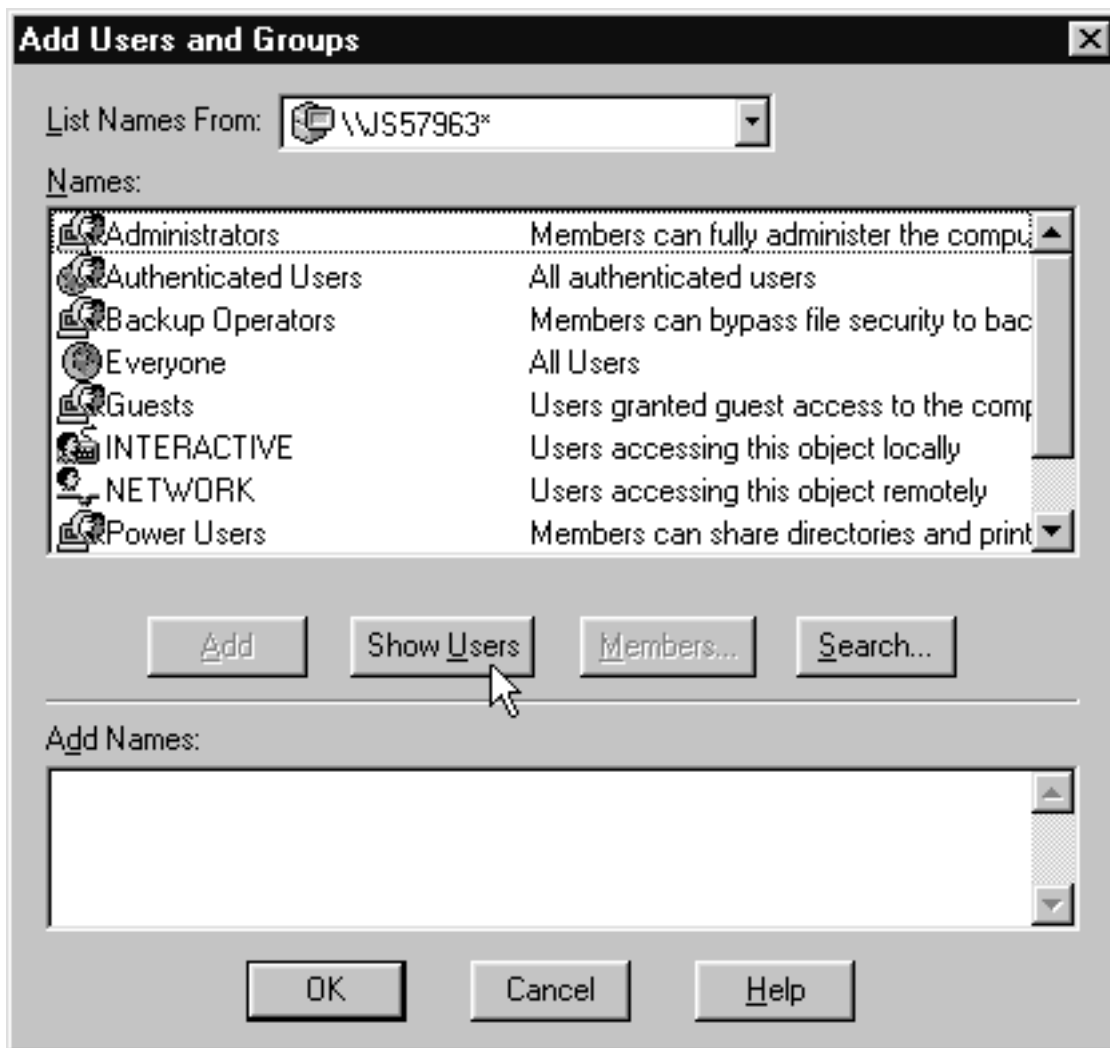 Add Users and Groups
List Names From: \\JS57963*
Names:
Administrators Members can fully administer the compu
Authenticated Users All authenticated users
Backup Operators Members can bypass file security to bac
Everyone All Users
Guests Users granted guest access to the comp
INTERACTIVE Users accessing this object locally
NETWORK Users accessing this object remotely
Power Users Members can share directories and print
Add Show Users Members... Search...
Add Names:
OK Cancel Help